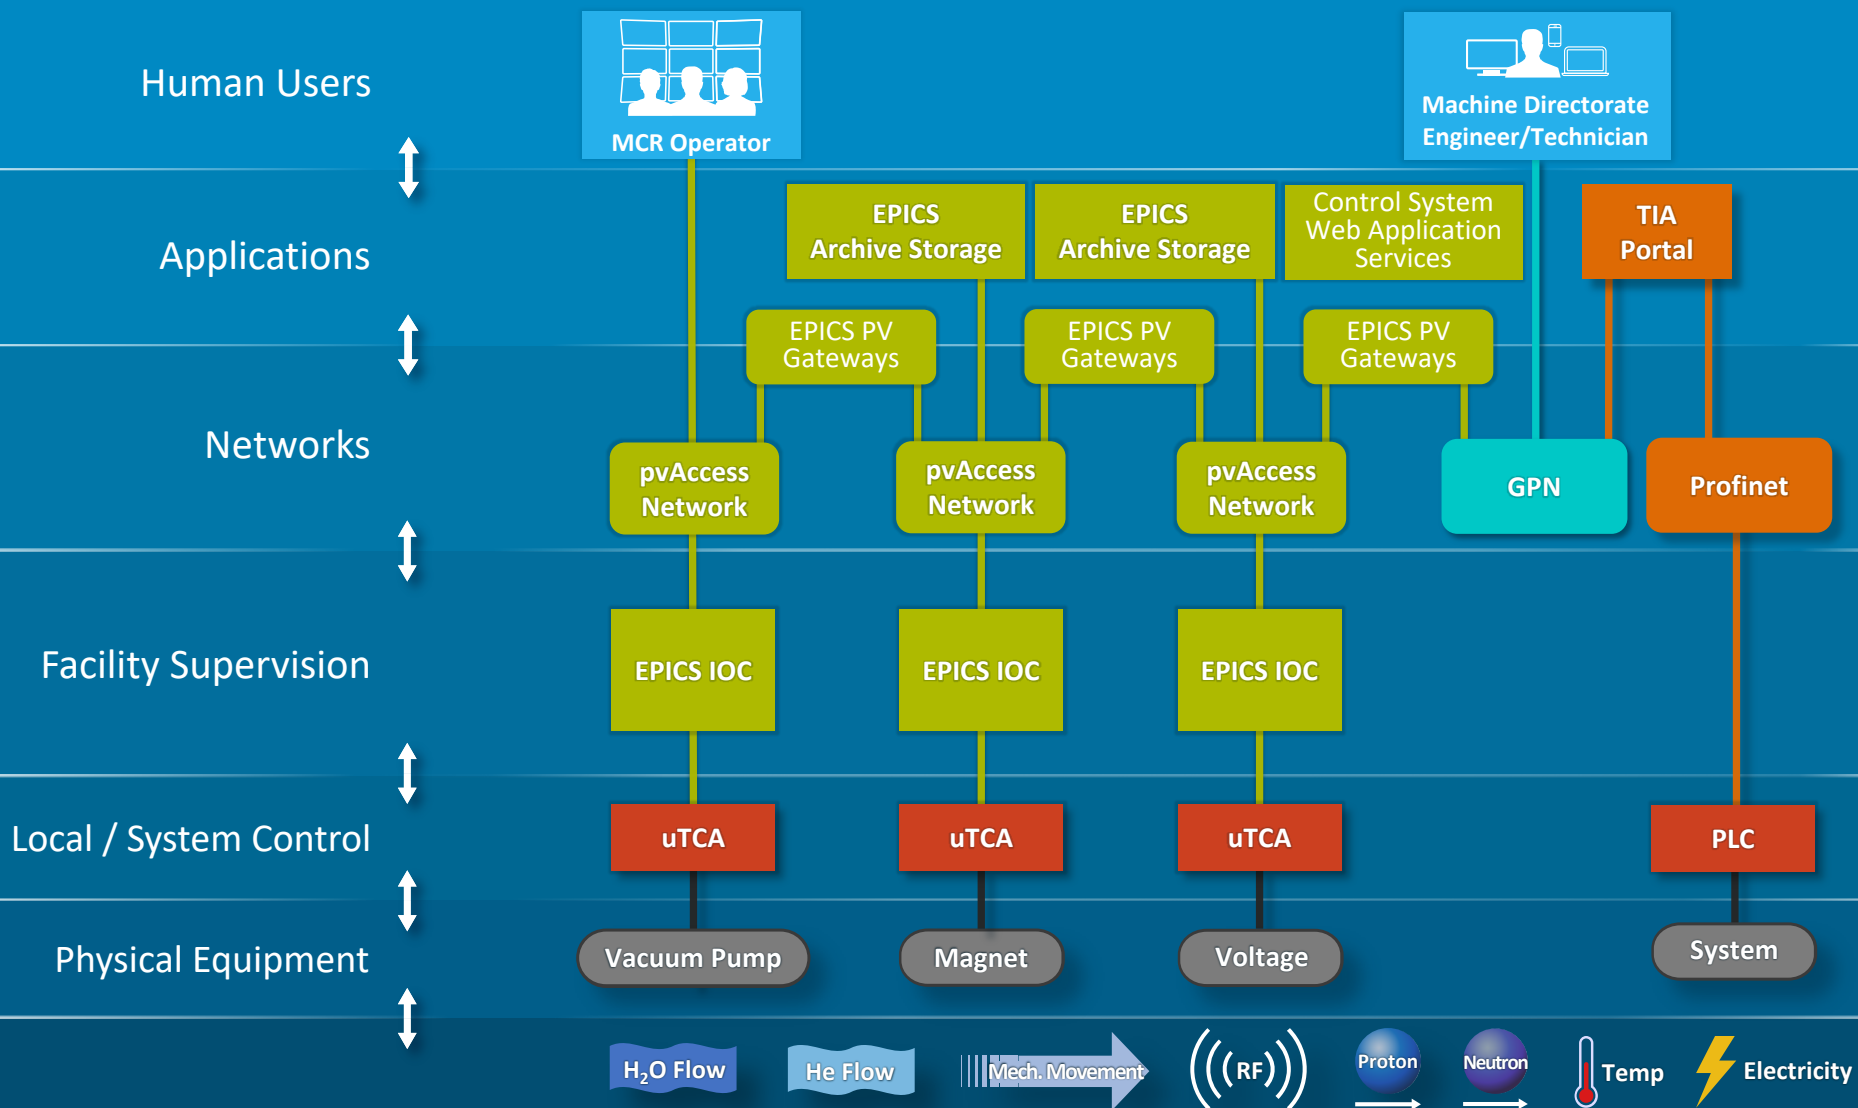 Human Users
MCR Operator
Machine Directorate
Engineer/Technician
Applications
EPICS
Archive Storage
EPICS
Archive Storage
Control System
Web Application
Services
TIA
Portal
EPICS PV
Gateways
EPICS PV
Gateways
EPICS PV
Gateways
Networks
pvAccess
Network
pvAccess
Network
pvAccess
Network
GPN
Profinet
Facility Supervision
EPICS IOC
EPICS IOC
EPICS IOC
Local / System Control
uTCA
uTCA
uTCA
PLC
Physical Equipment
Vacuum Pump
Magnet
Voltage
System
H₂O Flow
He Flow
Mech. Movement
RF
Proton
Neutron
Temp
Electricity